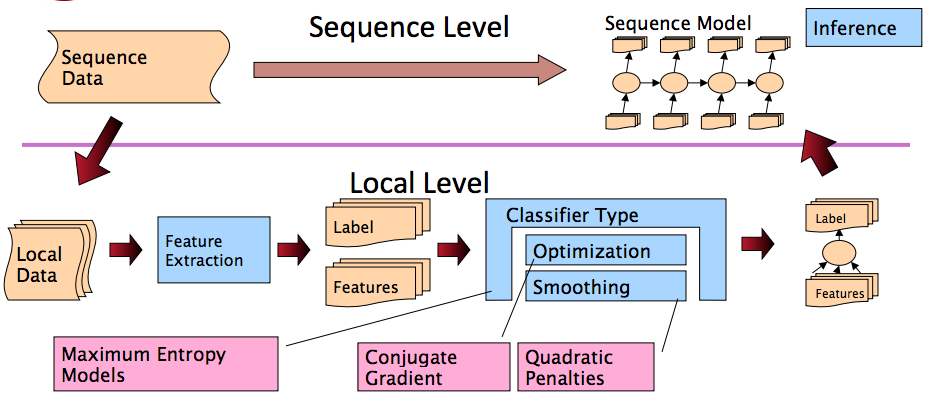 Sequence Level
Sequence Model
Inference
Sequence
Data
Local Level
Local
Data
Feature
Extraction
Label
Features
Classifier Type
Optimization
Smoothing
Label
Features
Maximum Entropy
Models
Conjugate
Gradient
Quadratic
Penalties